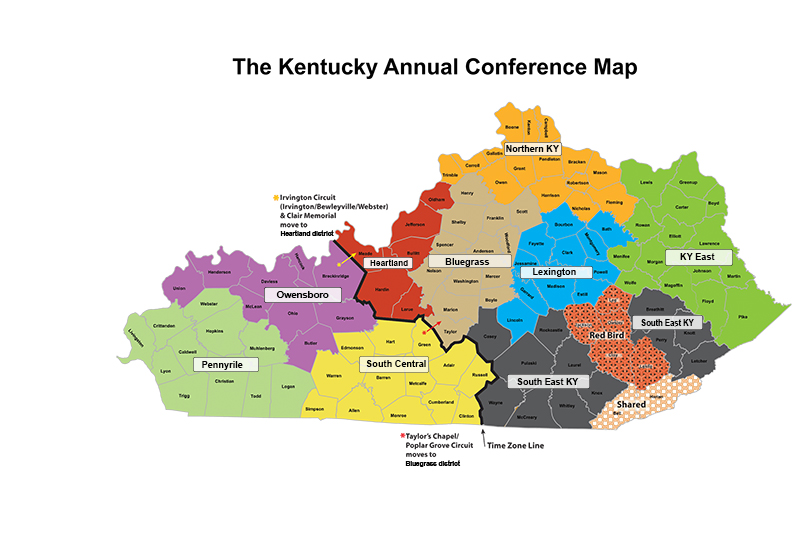 The Kentucky Annual Conference Map
Boone
Kenton
Campbell
Northern KY
Gallatin
Carroll
Grant
Pendleton
Bracken
Trimble
Owen
Robertson
Mason
Harrison
Nicholas
Fleming
Lewis
Greenup
Carter
Boyd
Rowan
Elliott
Lawrence
Menifee
Morgan
Johnson
Martin
Wolfe
Magoffin
Floyd
Pike
KY East
*Irvington Circuit
(Irvington/Bewleyville/Webster)
& Clair Memorial
move to
Heartland district
Oldham
Jefferson
Meade
Bullitt
Heartland
Hardin
Larue
Henry
Shelby
Franklin
Scott
Woodford
Spencer
Anderson
Bluegrass
Nelson
Washington
Mercer
Boyle
Marion
Taylor
Bourbon
Bath
Fayette
Montgomery
Clark
Jessamine
Lexington
Powell
Madison
Estill
Garrard
Lincoln
Henderson
Union
Daviess
Hancock
Breckinridge
Owensboro
McLean
Ohio
Grayson
Butler
Webster
Crittenden
Livingston
Hopkins
Caldwell
Muhlenberg
Pennyrile
Lyon
Christian
Trigg
Todd
Logan
Hart
Green
Edmonson
South Central
Adair
Russell
Warren
Barren
Metcalfe
Simpson
Allen
Monroe
Cumberland
Clinton
Casey
Rockcastle
Pulaski
Laurel
South East KY
Wayne
McCreary
Whitley
Knox
Red Bird
Breathitt
South East KY
Perry
Knott
Letcher
Shared
Harlan
Bell
*Taylor's Chapel/
Poplar Grove Circuit
moves to
Bluegrass district
Time Zone Line